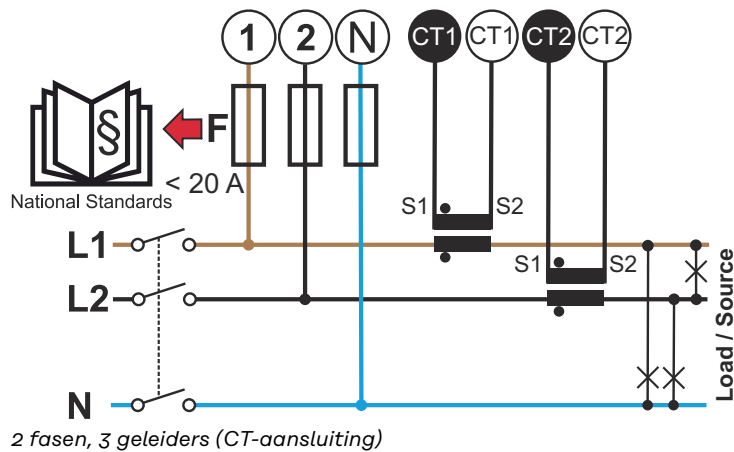 1 2 N CT1 CT1 CT2 CT2
§
F
< 20 A
National Standards
S1 S2
L1
S1 S2
L2
Load / Source
N
2 fasen, 3 geleiders (CT-aansluiting)